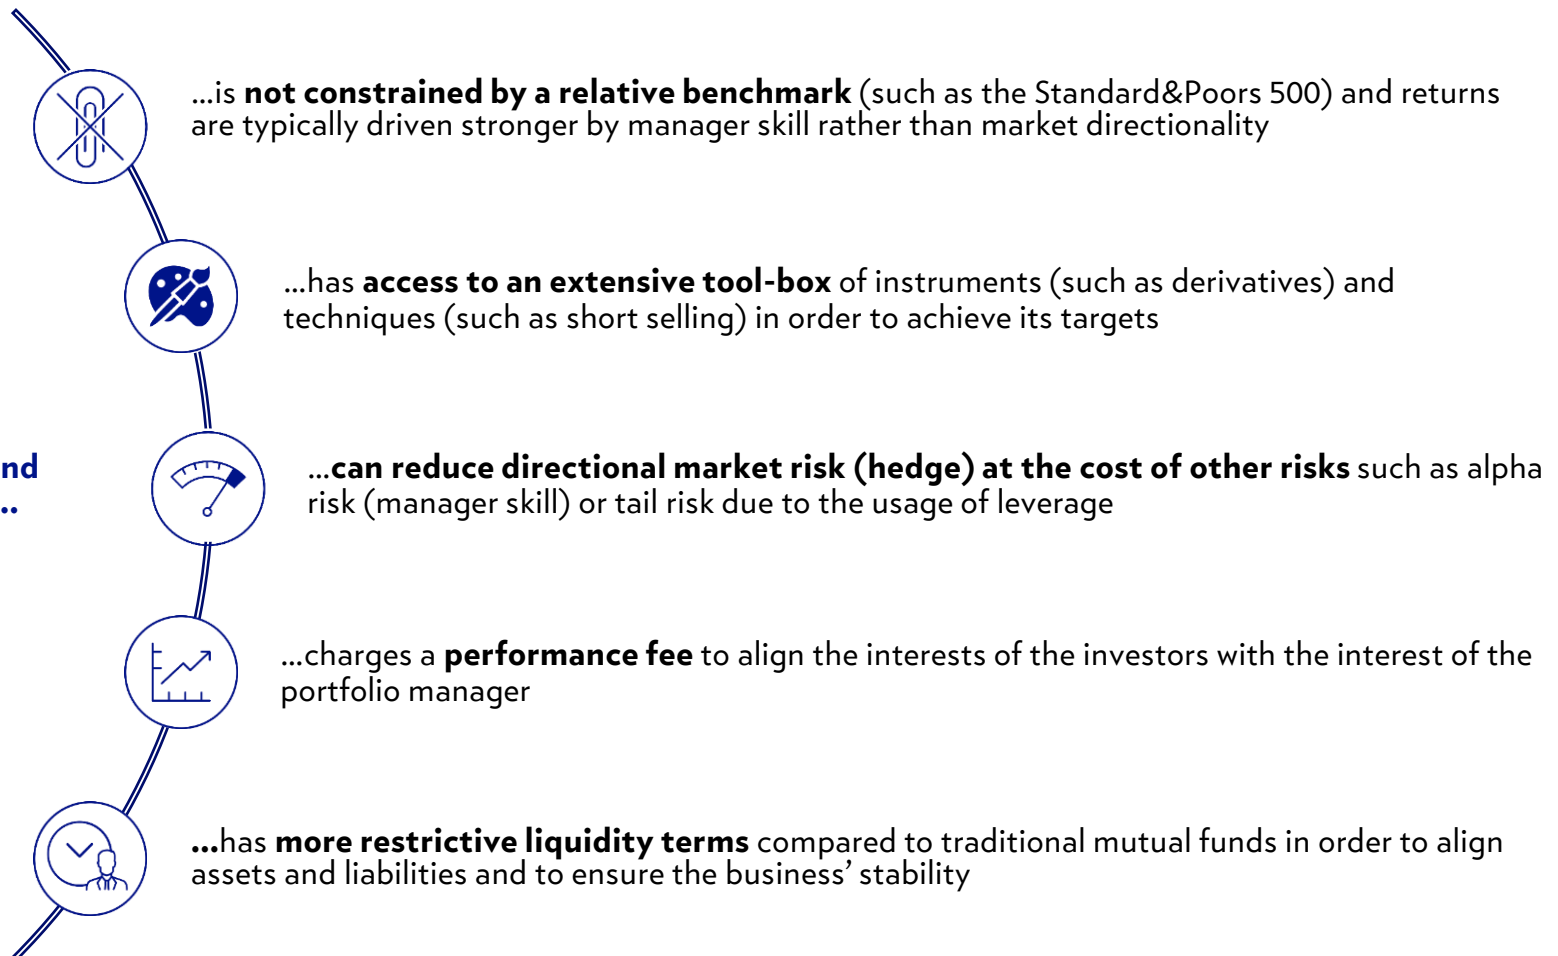 ...is not constrained by a relative benchmark (such as the Standard&Poors 500) and returns
are typically driven stronger by manager skill rather than market directionality
...has access to an extensive tool-box of instruments (such as derivatives) and
techniques (such as short selling) in order to achieve its targets
nd
..
...can reduce directional market risk (hedge) at the cost of other risks such as alpha
risk (manager skill) or tail risk due to the usage of leverage
...charges a performance fee to align the interests of the investors with the interest of the
portfolio manager
...has more restrictive liquidity terms compared to traditional mutual funds in order to align
assets and liabilities and to ensure the business’ stability